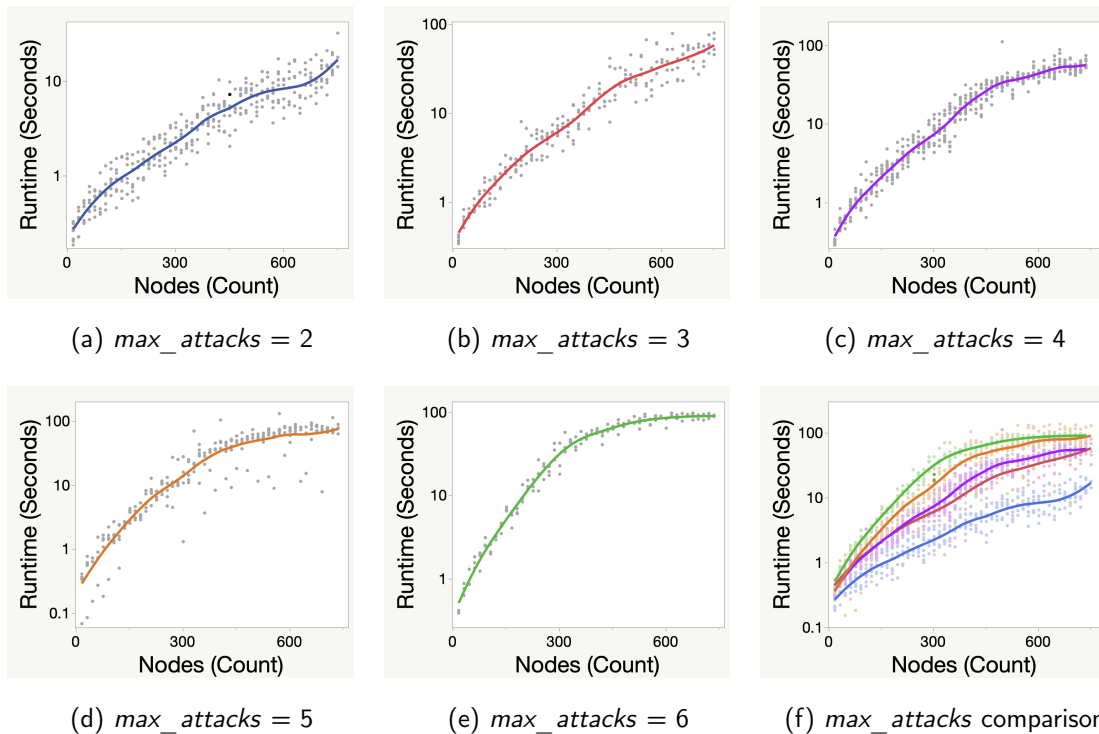 Runtime (Seconds)
10
1
0
300
600
Nodes (Count)
(a) max_attacks = 2
Runtime (Seconds)
100
10
1
0
300
600
Nodes (Count)
(b) max_attacks = 3
Runtime (Seconds)
100
10
1
0
300
600
Nodes (Count)
(c) max_attacks = 4
Runtime (Seconds)
100
10
1
0.1
0
300
600
Nodes (Count)
(d) max_attacks = 5
Runtime (Seconds)
100
10
1
0
300
600
Nodes (Count)
(e) max_attacks = 6
Runtime (Seconds)
100
10
1
0.1
0
300
600
Nodes (Count)
(f) max_attacks comparison